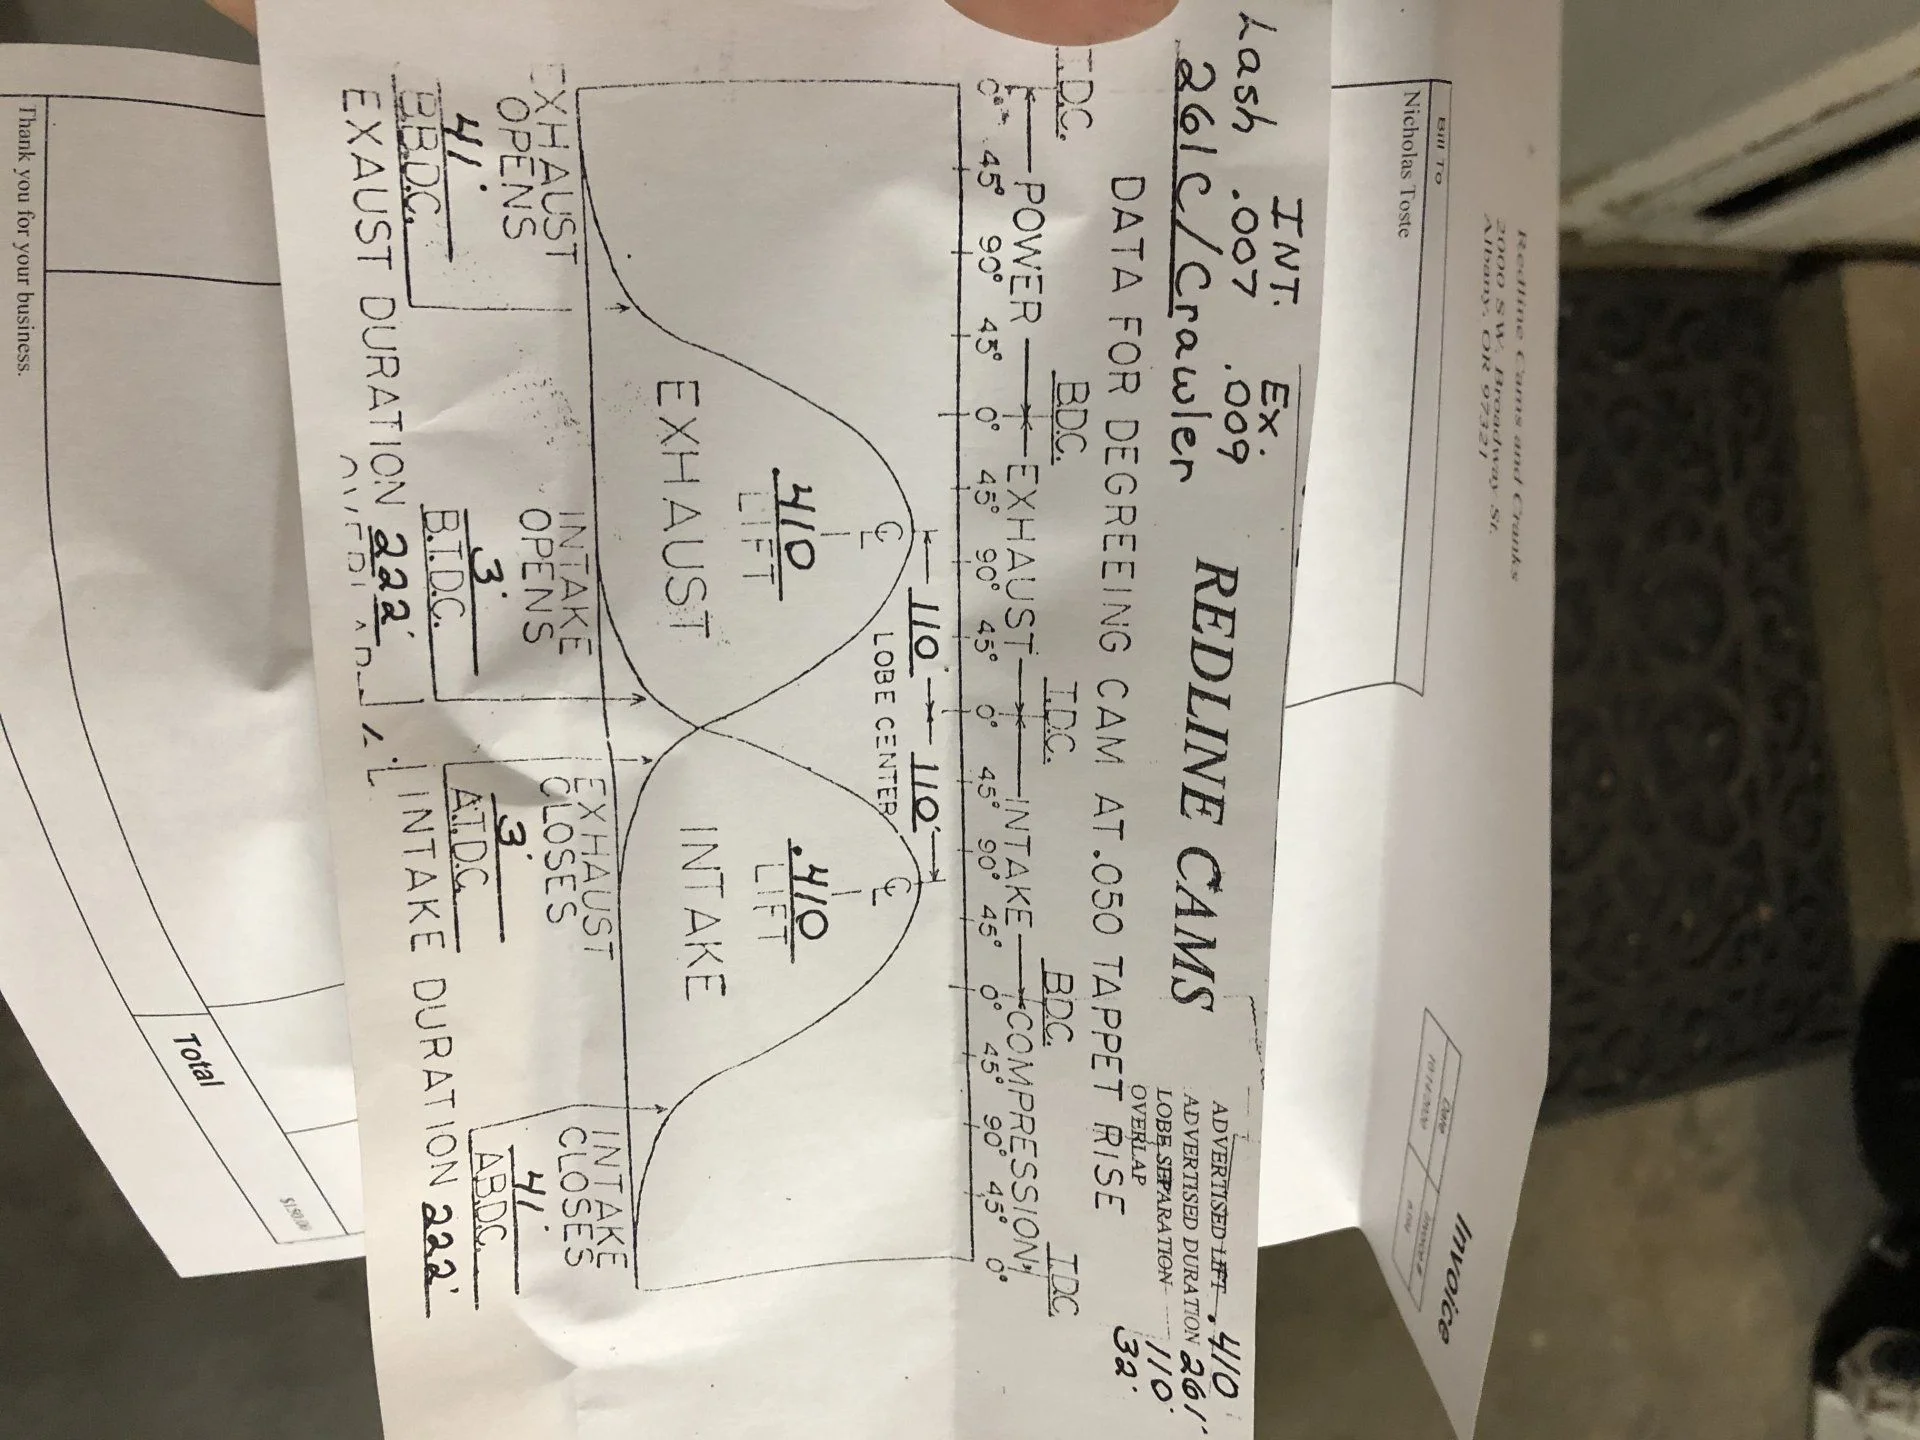 Redline Cams and Cranks
2000 SW. Broadway St.
Albany, OR 97321
Invoice
Date
Invoice #
Bill To
Nicholas Toste
INT. Ex.
Lash .007 .009
261C/Crawler
REDLINE CAMS
ADVERTISED LIFT .410
ADVERTISED DURATION 261°
LOBE SEPARATION 110°
OVERLAP 32°
DATA FOR DEGREEING CAM AT .050 TAPPET RISE
T.D.C. B.D.C. T.D.C. B.D.C. T.D.C.
POWER EXHAUST INTAKE COMPRESSION
0° 45° 90° 45° 0° 45° 90° 45° 0° 45° 90° 45° 0° 45° 90° 45° 0°
110° 110°
LOBE CENTER
CL CL
.410 .410
LIFT LIFT
EXHAUST INTAKE
EXHAUST OPENS
41°
B.B.D.C.
INTAKE OPENS
3°
B.T.D.C.
EXHAUST CLOSES
3°
A.T.D.C.
INTAKE CLOSES
41°
A.B.D.C.
EXAUST DURATION 222°
INTAKE DURATION 222°
Total
$150.00
Thank you for your business.